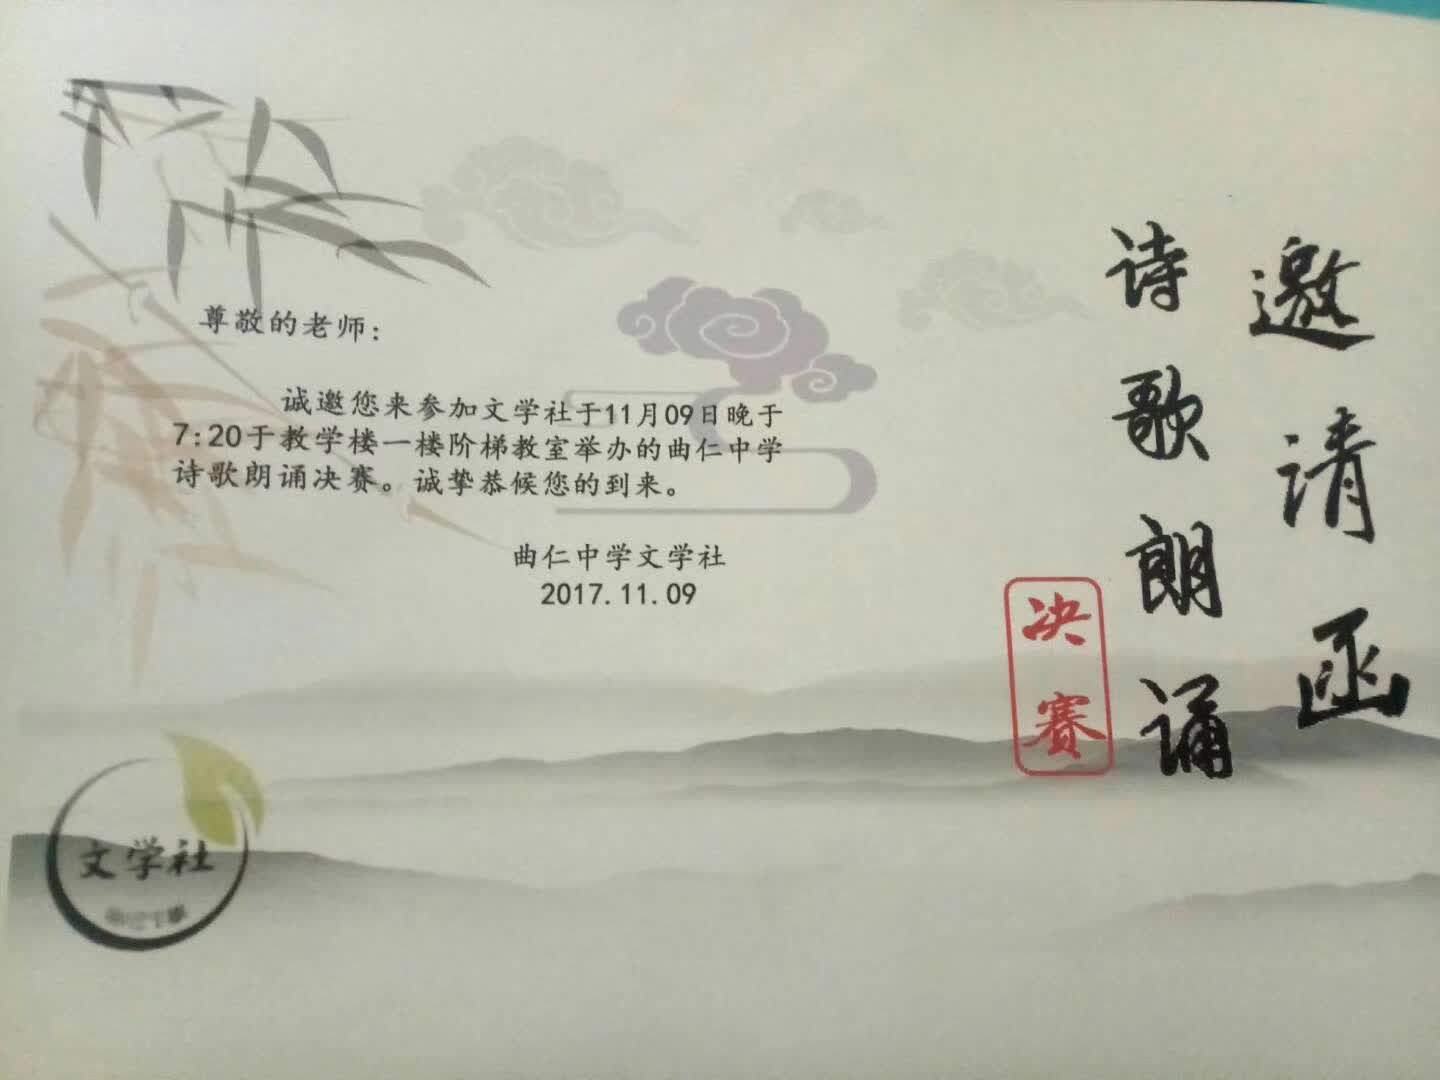 邀请函
诗歌朗诵
决赛
尊敬的老师:
诚邀您来参加文学社于11月09日晚于
7:20于教学楼一楼阶梯教室举办的曲仁中学
诗歌朗诵决赛。诚挚恭候您的到来。
曲仁中学文学社
2017.11.09
文学社